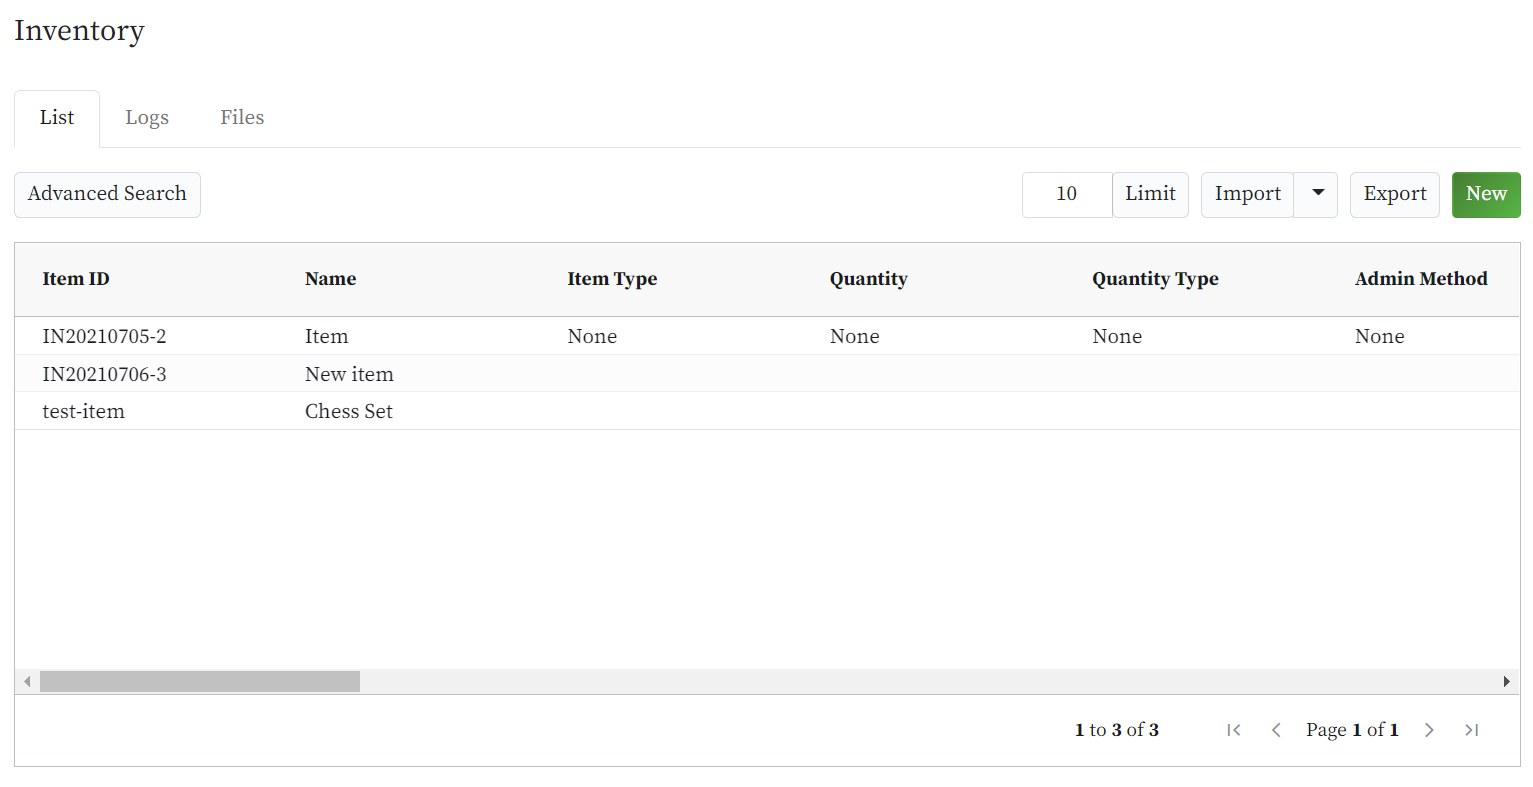 Inventory
List Logs Files
Advanced Search 10 Limit Import Export New
Item ID Name Item Type Quantity Quantity Type Admin Method
IN20210705-2 Item None None None None
IN20210706-3 New item
test-item Chess Set
1 to 3 of 3 Page 1 of 1